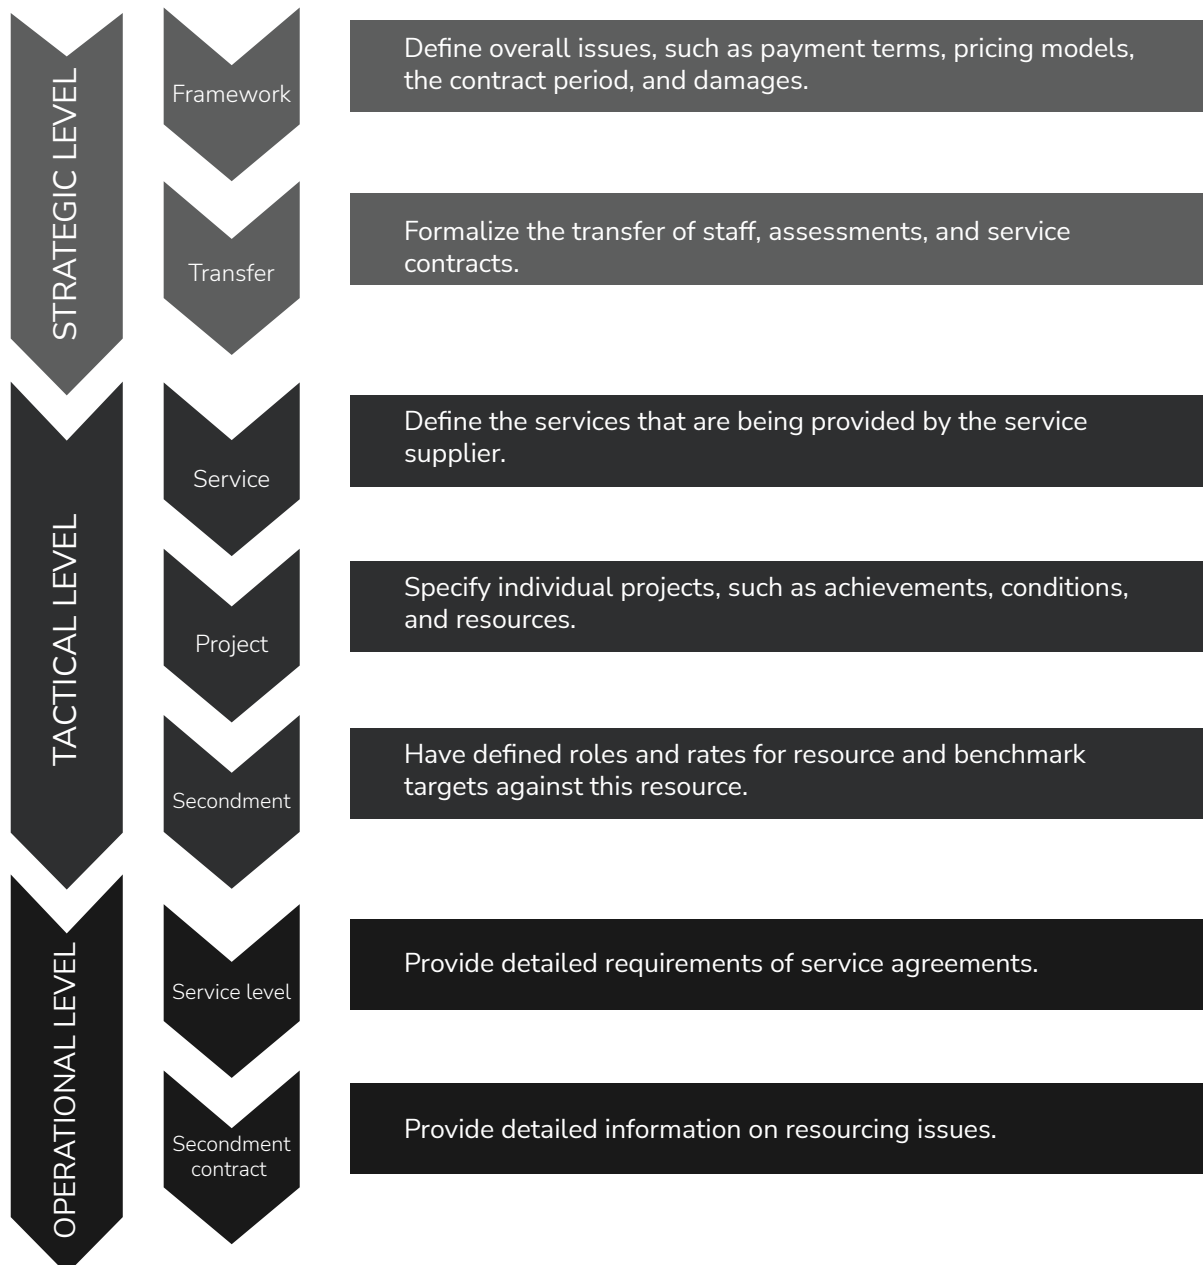 STRATEGIC LEVEL
Framework
Define overall issues, such as payment terms, pricing models,
the contract period, and damages.
Transfer
Formalize the transfer of staff, assessments, and service
contracts.
TACTICAL LEVEL
Service
Define the services that are being provided by the service
supplier.
Project
Specify individual projects, such as achievements, conditions,
and resources.
Secondment
Have defined roles and rates for resource and benchmark
targets against this resource.
OPERATIONAL LEVEL
Service level
Provide detailed requirements of service agreements.
Secondment
contract
Provide detailed information on resourcing issues.